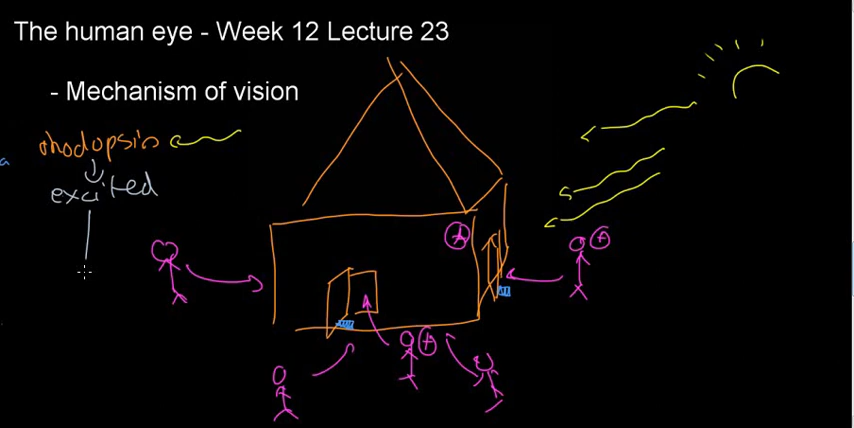 The human eye - Week 12 Lecture 23
- Mechanism of vision
rhodopsin
excited